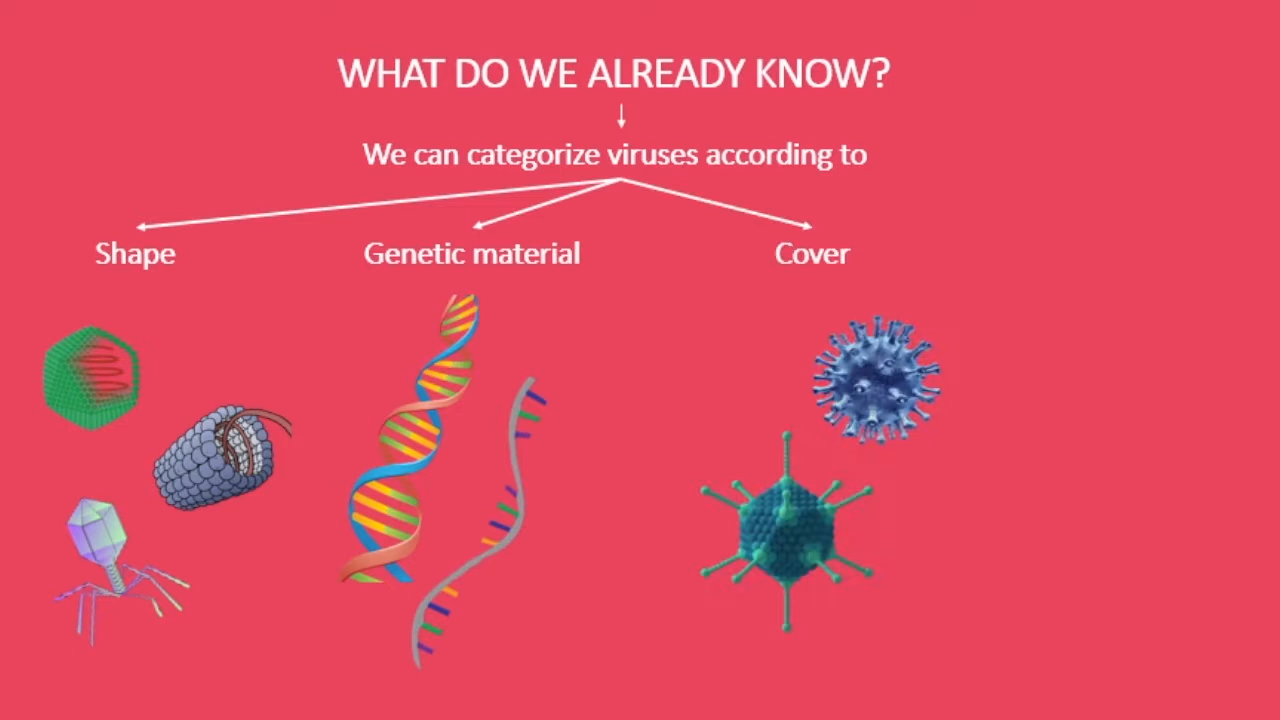 WHAT DO WE ALREADY KNOW?
We can categorize viruses according to
Shape
Genetic material
Cover